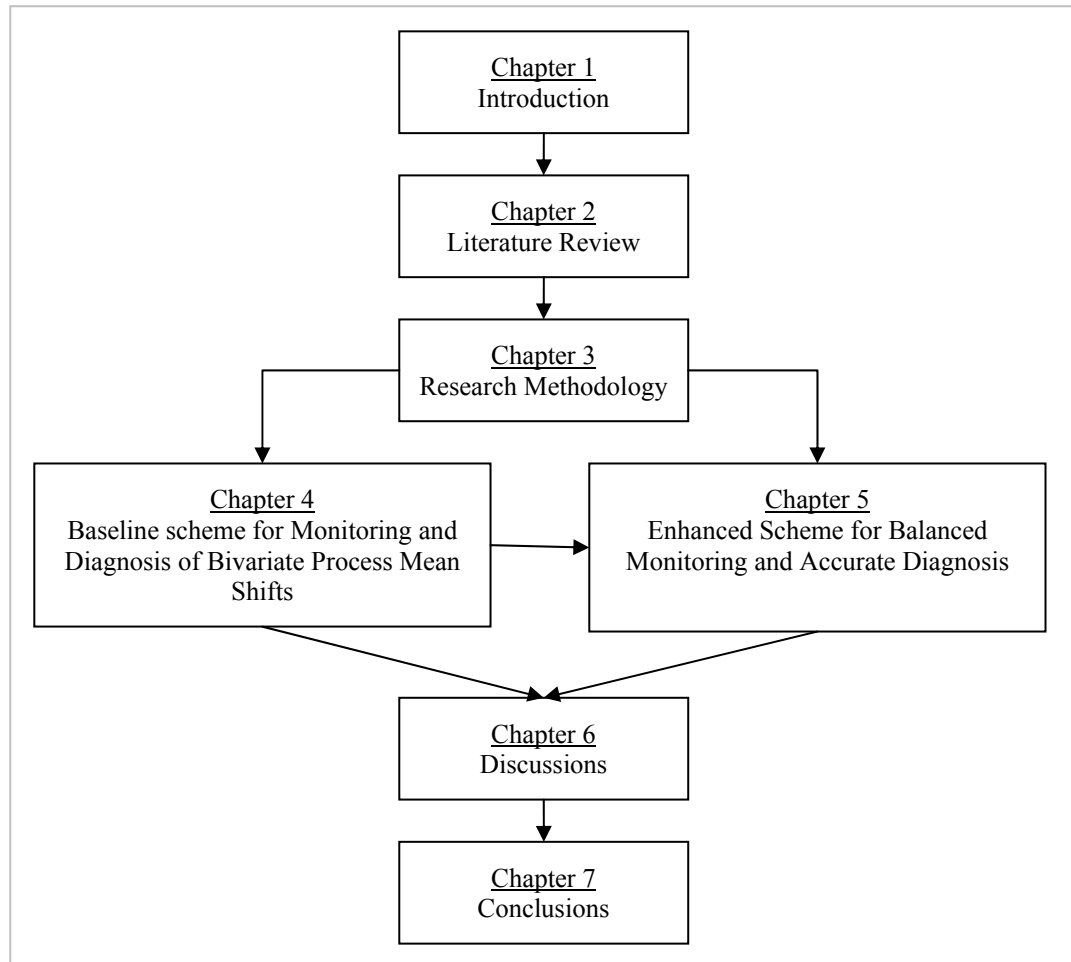 Chapter 1
Introduction
Chapter 2
Literature Review
Chapter 3
Research Methodology
Chapter 4
Baseline scheme for Monitoring and
Diagnosis of Bivariate Process Mean
Shifts
Chapter 5
Enhanced Scheme for Balanced
Monitoring and Accurate Diagnosis
Chapter 6
Discussions
Chapter 7
Conclusions